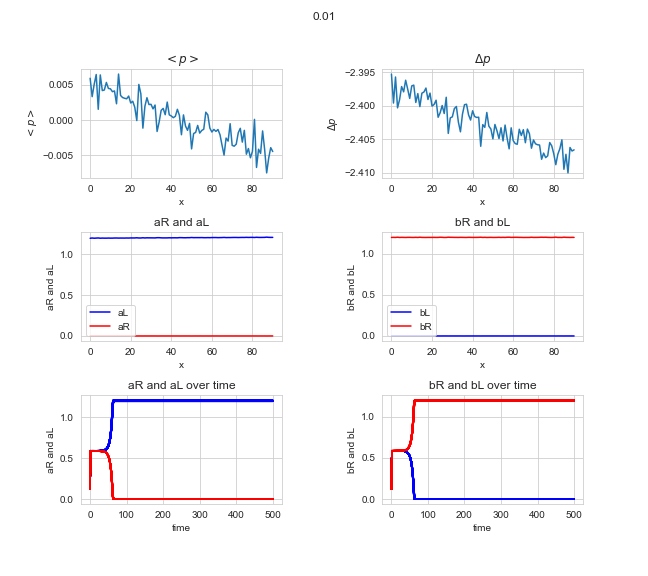 0.01
< p >
Δp
0.005
0.000
−0.005
< p >
0 20 40 60 80
x
−2.395
−2.400
−2.405
−2.410
Δp
0 20 40 60 80
x
aR and aL
bR and bL
1.0
0.5
0.0
aR and aL
aL
aR
0 20 40 60 80
x
1.0
0.5
0.0
bR and bL
bL
bR
0 20 40 60 80
x
aR and aL over time
bR and bL over time
1.0
0.5
0.0
aR and aL
0 100 200 300 400 500
time
1.0
0.5
0.0
bR and bL
0 100 200 300 400 500
time